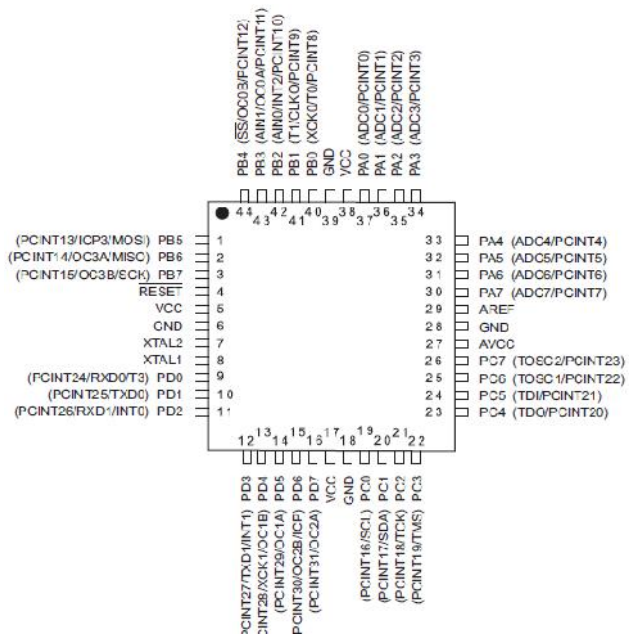 PB4 (SS/OC0B/PCINT12)
PB3 (AIN1/OC0A/PCINT11)
PB2 (AIN0/INT2/PCINT10)
PB1 (T1/CLKO/PCINT9)
PB0 (XCK0/T0/PCINT8)
GND
VCC
PA0 (ADC0/PCINT0)
PA1 (ADC1/PCINT1)
PA2 (ADC2/PCINT2)
PA3 (ADC3/PCINT3)
44 43 42 41 40 39 38 37 36 35 34
(PCINT13/ICP3/MOSI) PB5 1
(PCINT14/OC3A/MISO) PB6 2
(PCINT15/OC3B/SCK) PB7 3
RESET 4
VCC 5
GND 6
XTAL2 7
XTAL1 8
(PCINT24/RXD0/T3) PD0 9
(PCINT25/TXD0) PD1 10
(PCINT26/RXD1/INT0) PD2 11
33 PA4 (ADC4/PCINT4)
32 PA5 (ADC5/PCINT5)
31 PA6 (ADC6/PCINT6)
30 PA7 (ADC7/PCINT7)
29 AREF
28 GND
27 AVCC
26 PC7 (TOSC2/PCINT23)
25 PC6 (TOSC1/PCINT22)
24 PC5 (TDI/PCINT21)
23 PC4 (TDO/PCINT20)
12 13 14 15 16 17 18 19 20 21 22
PCINT27/TXD1/INT1) PD3
PCINT28/XCK1/OC1B) PD4
(PCINT29/OC1A) PD5
PCINT30/OC2B/ICP) PD6
(PCINT31/OC2A) PD7
VCC
GND
(PCINT16/SCL) PC0
(PCINT17/SDA) PC1
(PCINT18/TCK) PC2
(PCINT19/TMS) PC3